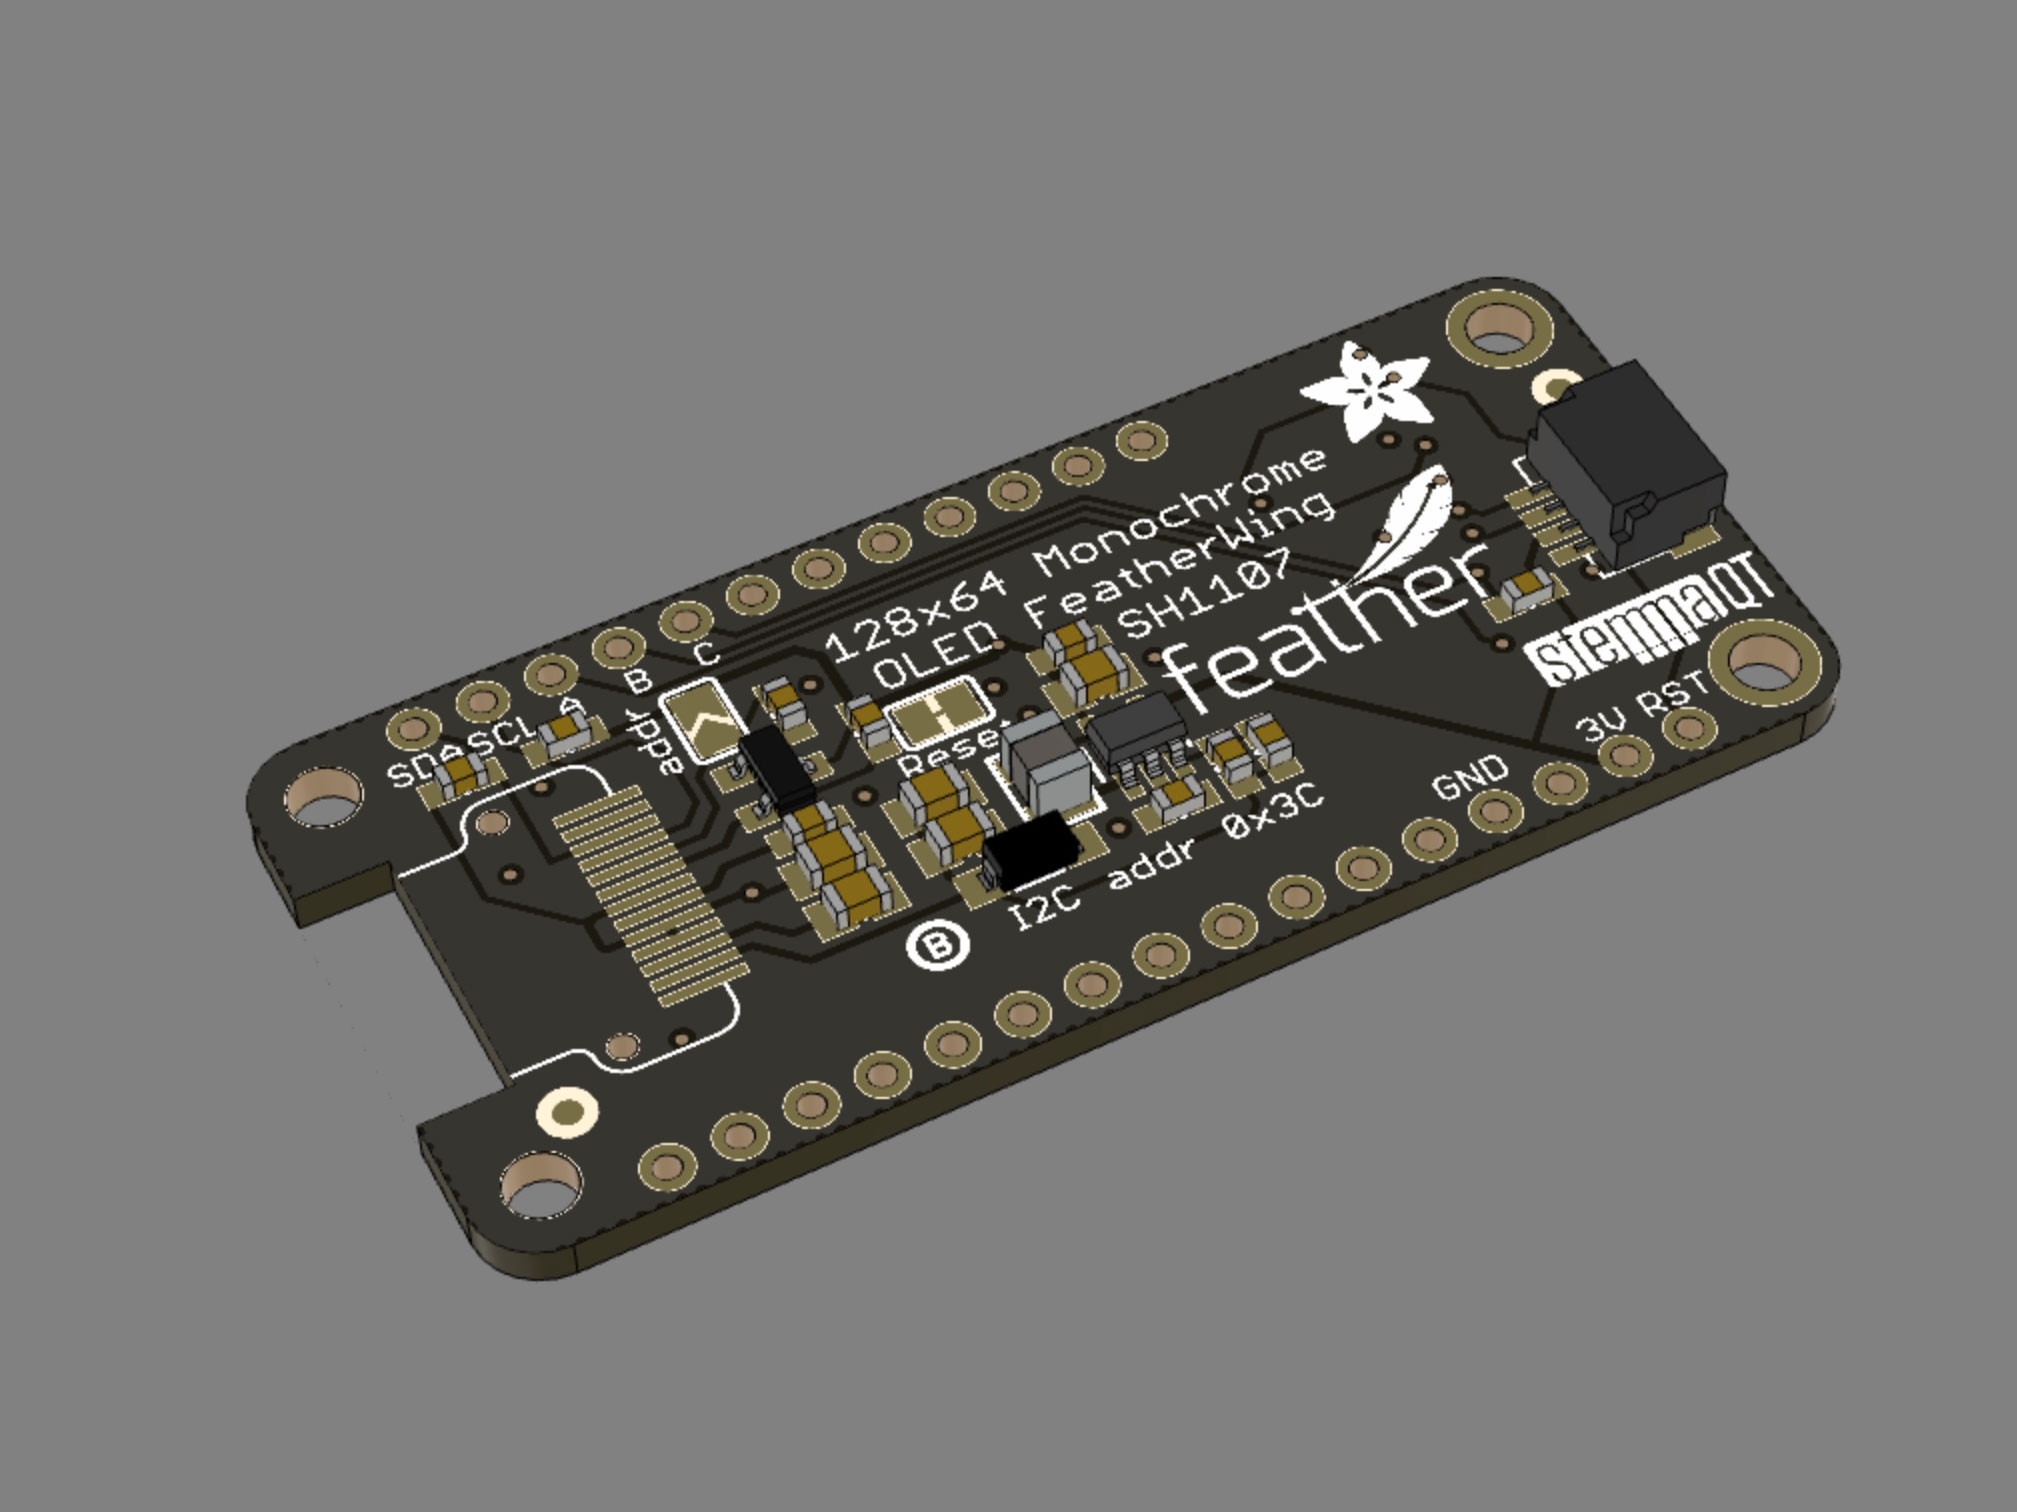 128x64 Monochrome
OLED FeatherWing
SH1107
feather
stemma QT
SDA SCL A B C
addr
Reset
I2C addr 0x3C
B
GND
3V RST